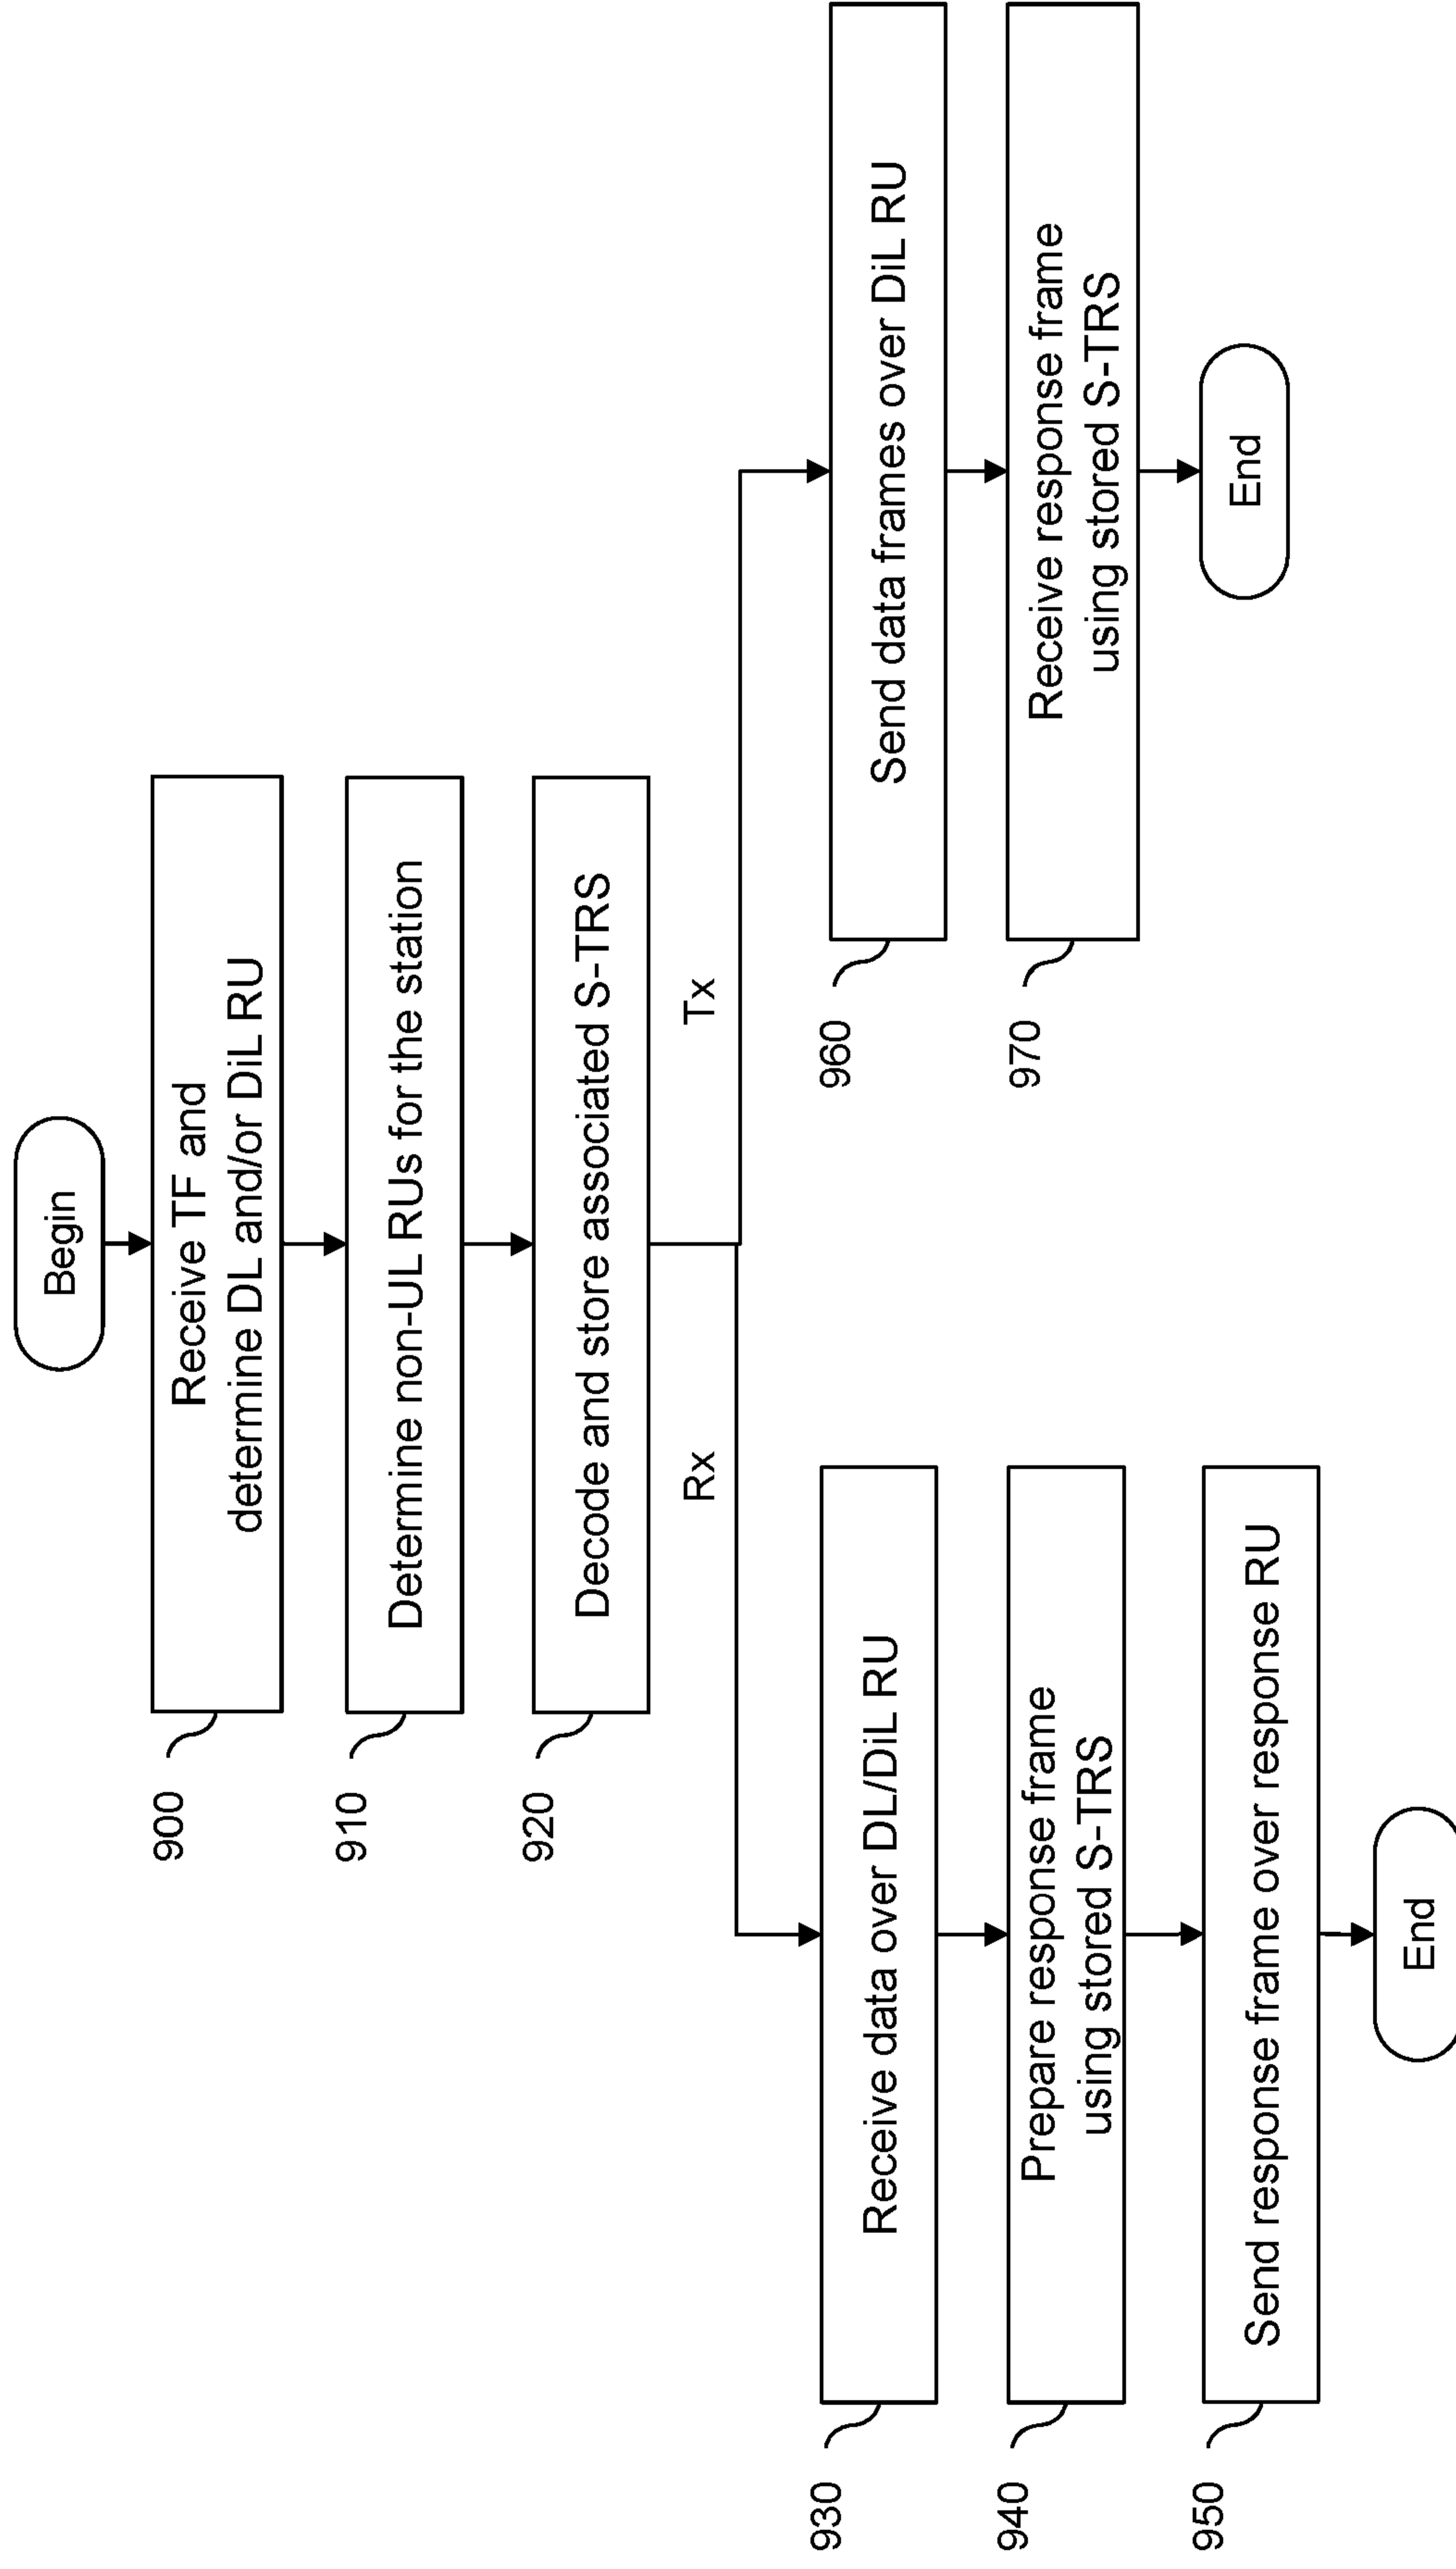 Begin
900
Receive TF and
determine DL and/or DiL RU
910
Determine non-UL RUs for the station
920
Decode and store associated S-TRS
Rx
Tx
930
Receive data over DL/DiL RU
940
Prepare response frame
using stored S-TRS
950
Send response frame over response RU
End
960
Send data frames over DiL RU
970
Receive response frame
using stored S-TRS
End